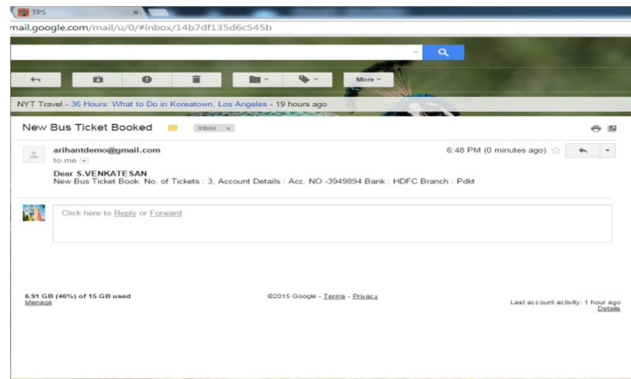 TPS ×
mail.google.com/mail/u/0/#inbox/14b7df135d6c545b
More
NYT Travel - 36 Hours: What to Do in Koreatown, Los Angeles - 19 hours ago
New Bus Ticket Booked Inbox x
arihantdemo@gmail.com 6:48 PM (0 minutes ago)
to me
Dear S.VENKATESAN
New Bus Ticket Book. No. of Tickets : 3, Account Details : Acc. NO -3949894 Bank : HDFC Branch : Pdkt
Click here to Reply or Forward
6.91 GB (46%) of 15 GB used ©2015 Google - Terms - Privacy Last account activity: 1 hour ago
Manage Details